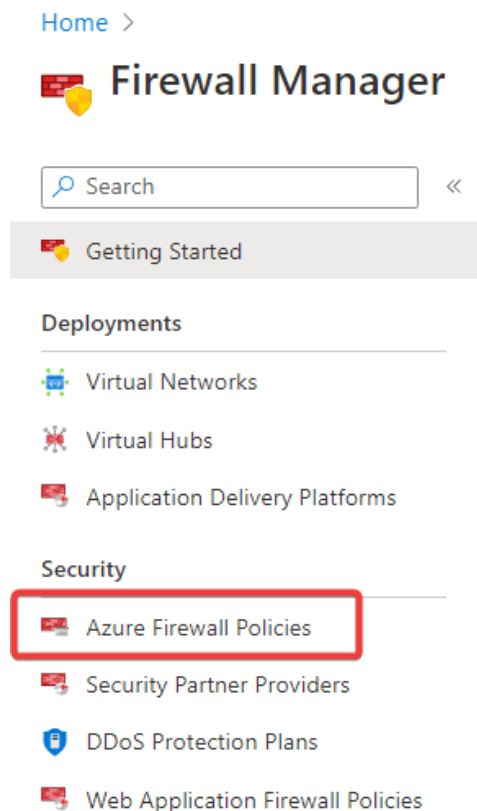 Home >
Firewall Manager
Search
«
Getting Started
Deployments
Virtual Networks
Virtual Hubs
Application Delivery Platforms
Security
Azure Firewall Policies
Security Partner Providers
DDoS Protection Plans
Web Application Firewall Policies